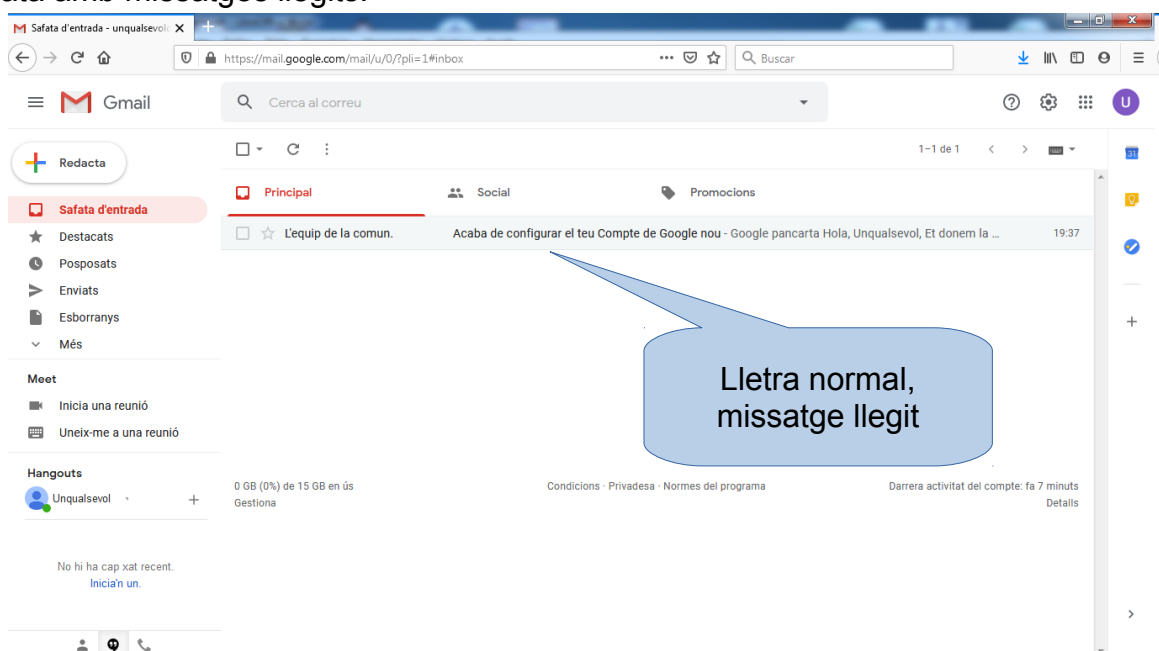 ata amb missatges llegits.
Safata d'entrada - unqualsevolc
https://mail.google.com/mail/u/0/?pli=1#inbox
Buscar
Gmail
Cerca al correu
U
Redacta
1–1 de 1
31
Principal
Social
Promocions
Safata d'entrada
L'equip de la comun.
Acaba de configurar el teu Compte de Google nou - Google pancarta Hola, Unqualsevol, Et donem la ...
19:37
Destacats
Posposats
Enviats
Esborranys
Més
Lletra normal,
missatge llegit
Meet
Inicia una reunió
Uneix-me a una reunió
Hangouts
Unqualsevol
0 GB (0%) de 15 GB en ús
Gestiona
Condicions · Privadesa · Normes del programa
Darrera activitat del compte: fa 7 minuts
Detalls
No hi ha cap xat recent.
Inicia'n un.